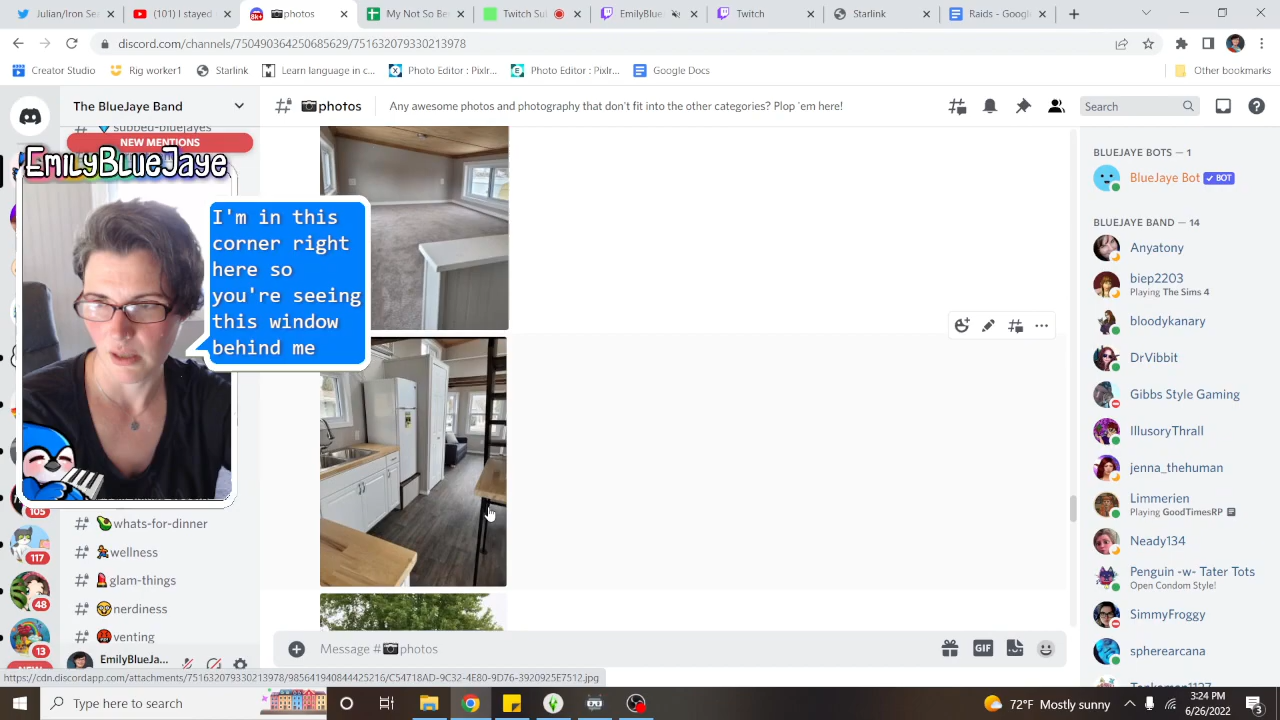 Julian/Iron Se
(150) YouTube
#📷photos
My Not So Be
Twitch Sul
EmilyBlue
Twitch
Starlink
Raids - Google
discord.com/channels/750490364250685629/751632079330213978
Creator Studio
Rig worker1
Starlink
Learn language in c...
Photo Editor : Pixlr...
Photo Editor : Pixlr...
Google Docs
Other bookmarks
The BlueJaye Band
📷photos
Any awesome photos and photography that don't fit into the other categories? Plop 'em here!
Search
subbed-bluejayes
NEW MENTIONS
EmilyBlueJaye
I'm in this
corner right
here so
you're seeing
this window
behind me
BLUEJAYE BOTS — 1
BlueJaye Bot ✓ BOT
BLUEJAYE BAND — 14
Anyatony
biep2203
Playing The Sims 4
bloodykanary
DrVibbit
Gibbs Style Gaming
IllusoryThrall
jenna_thehuman
Limmerien
Playing GoodTimesRP
Neady134
Penguin -w- Tater Tots
Open Condom Style!
SimmyFroggy
spherearcana
105
117
48
13
whats-for-dinner
wellness
glam-things
nerdiness
venting
EmilyBlueJa...
Message #📷photos
GIF
https://cdn.discordapp.com/attachments/751632079330213978/985641940844425216/C54718AD-9C32-4E80-9D76-3920925E7512.jpg
Type here to search
72°F Mostly sunny
3:24 PM
6/26/2022
3